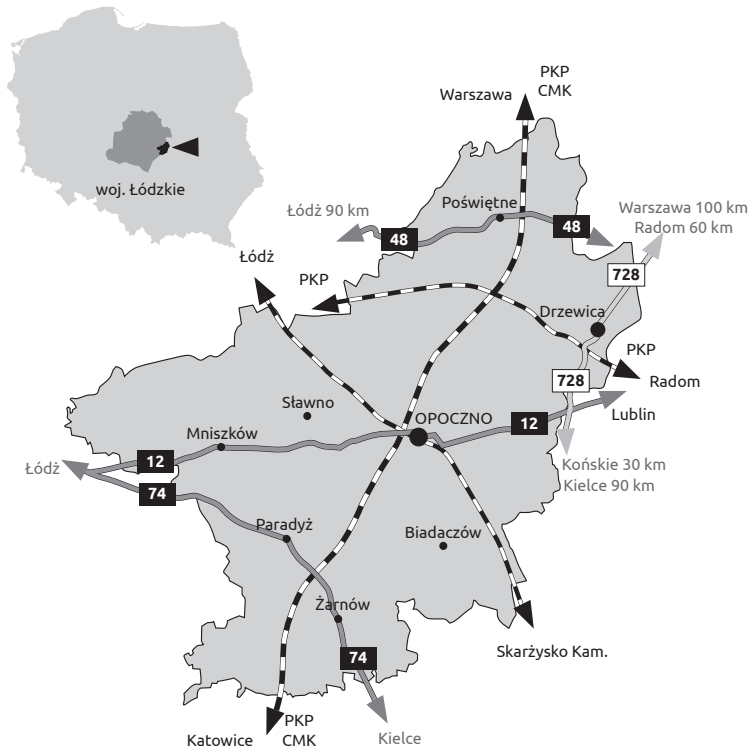 PKP
CMK
Warszawa
woj. Łódzkie
Łódź 90 km
Poświętne
Warszawa 100 km
Radom 60 km
48
48
Łódź
PKP
728
Drzewica
PKP
728
Radom
Sławno
OPOCZNO
12
Lublin
Mniszków
Łódź
12
Końskie 30 km
Kielce 90 km
74
Paradyż
Biadaczów
Żarnów
74
Skarżysko Kam.
PKP
CMK
Katowice
Kielce